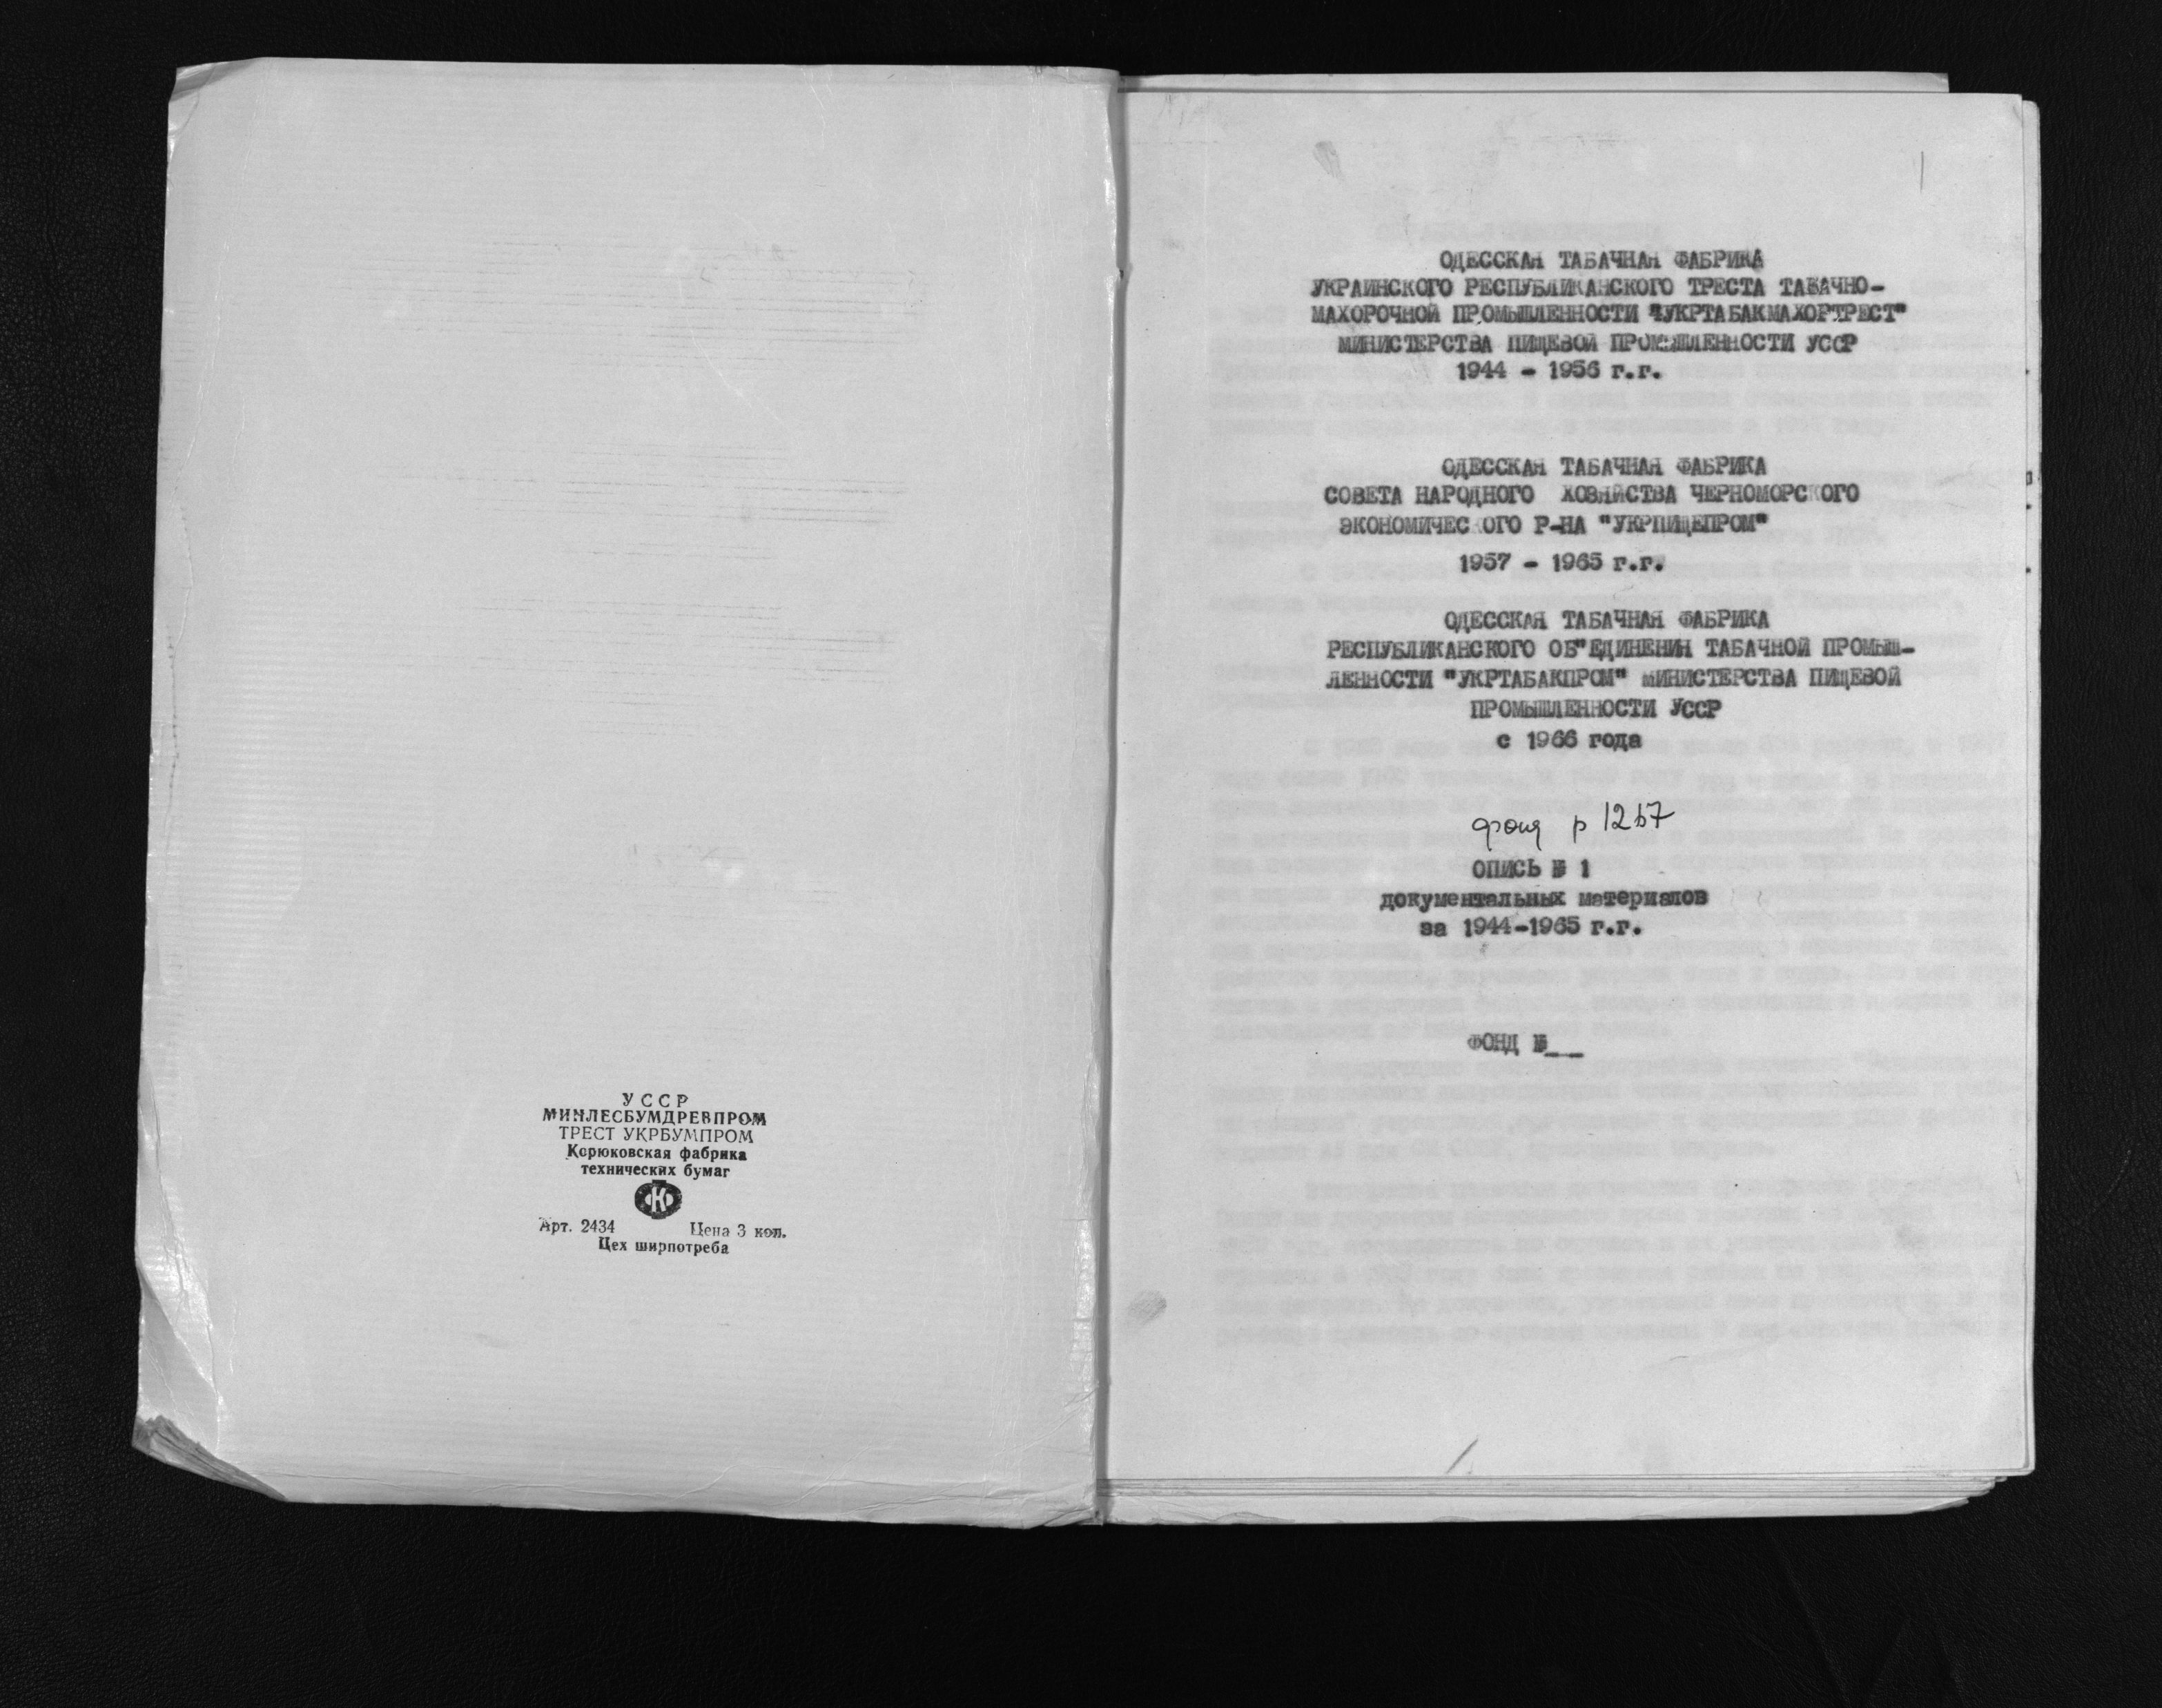 УССР
МИНЛЕСБУМДРЕВПРОМ
ТРЕСТ УКРБУМПРОМ
Корюковская фабрика
технических бумаг
К
Арт. 2434 Цена 3 коп.
Цех ширпотреба
1
ОДЕССКАЯ ТАБАЧНАЯ ФАБРИКА
УКРАИНСКОГО РЕСПУБЛИКАНСКОГО ТРЕСТА ТАБАЧНО-
МАХОРОЧНОЙ ПРОМЫШЛЕННОСТИ "УКРТАБАКМАХОРТРЕСТ"
МИНИСТЕРСТВА ПИЩЕВОЙ ПРОМЫШЛЕННОСТИ УССР
1944 - 1956 г.г.
ОДЕССКАЯ ТАБАЧНАЯ ФАБРИКА
СОВЕТА НАРОДНОГО ХОЗЯЙСТВА ЧЕРНОМОРСКОГО
ЭКОНОМИЧЕСКОГО Р-НА "УКРПИЩЕПРОМ"
1957 - 1965 г.г.
ОДЕССКАЯ ТАБАЧНАЯ ФАБРИКА
РЕСПУБЛИКАНСКОГО ОБ"ЕДИНЕНИЯ ТАБАЧНОЙ ПРОМЫШ-
ЛЕННОСТИ "УКРТАБАКПРОМ" МИНИСТЕРСТВА ПИЩЕВОЙ
ПРОМЫШЛЕННОСТИ УССР
с 1966 года
фонд р 1257
ОПИСЬ № 1
документальных материалов
за 1944-1965 г.г.
ФОНД №__